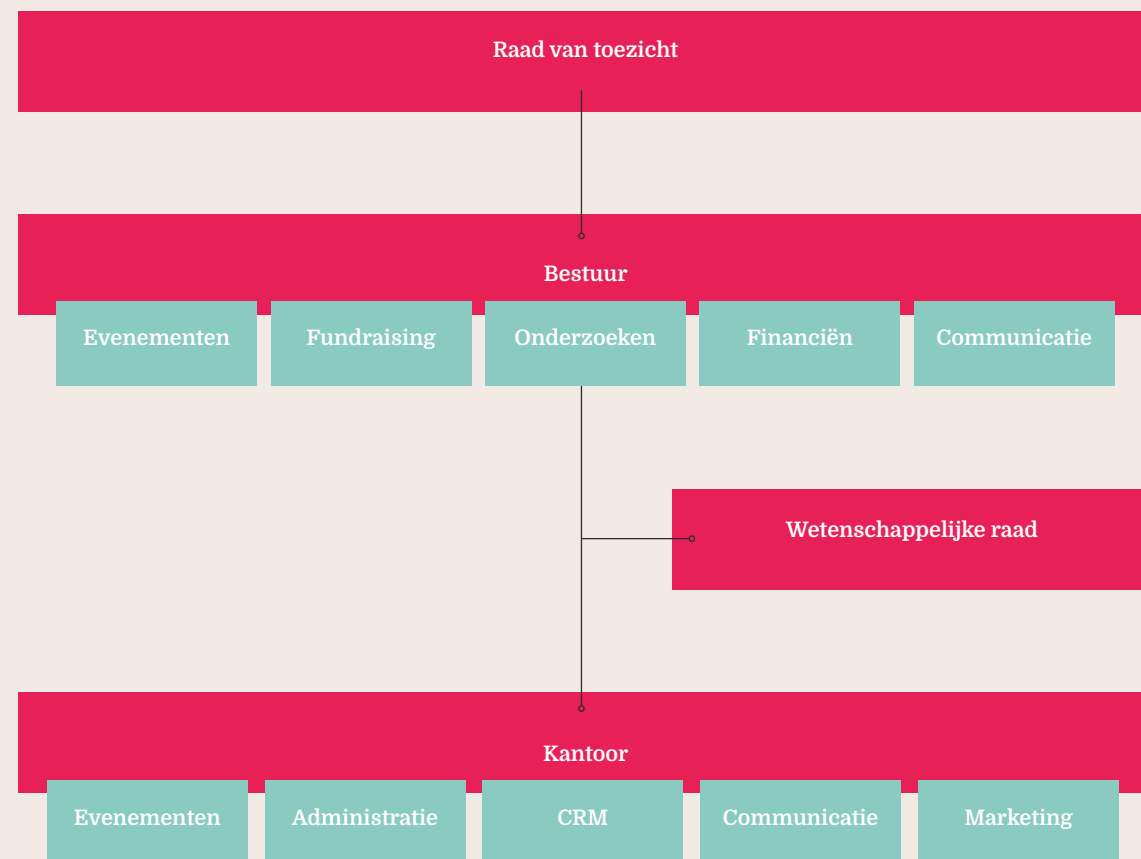 Raad van toezicht
Bestuur
Evenementen
Fundraising
Onderzoeken
Financiën
Communicatie
Wetenschappelijke raad
Kantoor
Evenementen
Administratie
CRM
Communicatie
Marketing